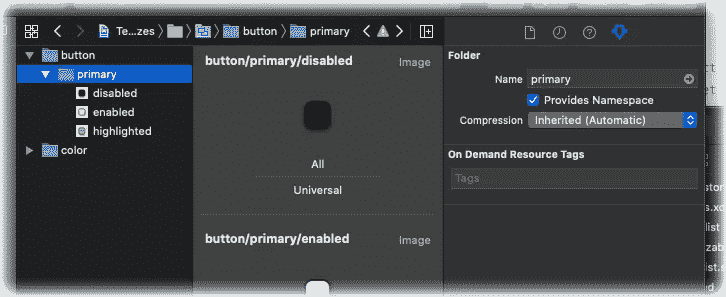 Te...zes
button
primary
button
primary
disabled
enabled
highlighted
color
button/primary/disabled
Image
All
Universal
button/primary/enabled
Image
Folder
Name
primary
Provides Namespace
Compression
Inherited (Automatic)
On Demand Resource Tags
Tags